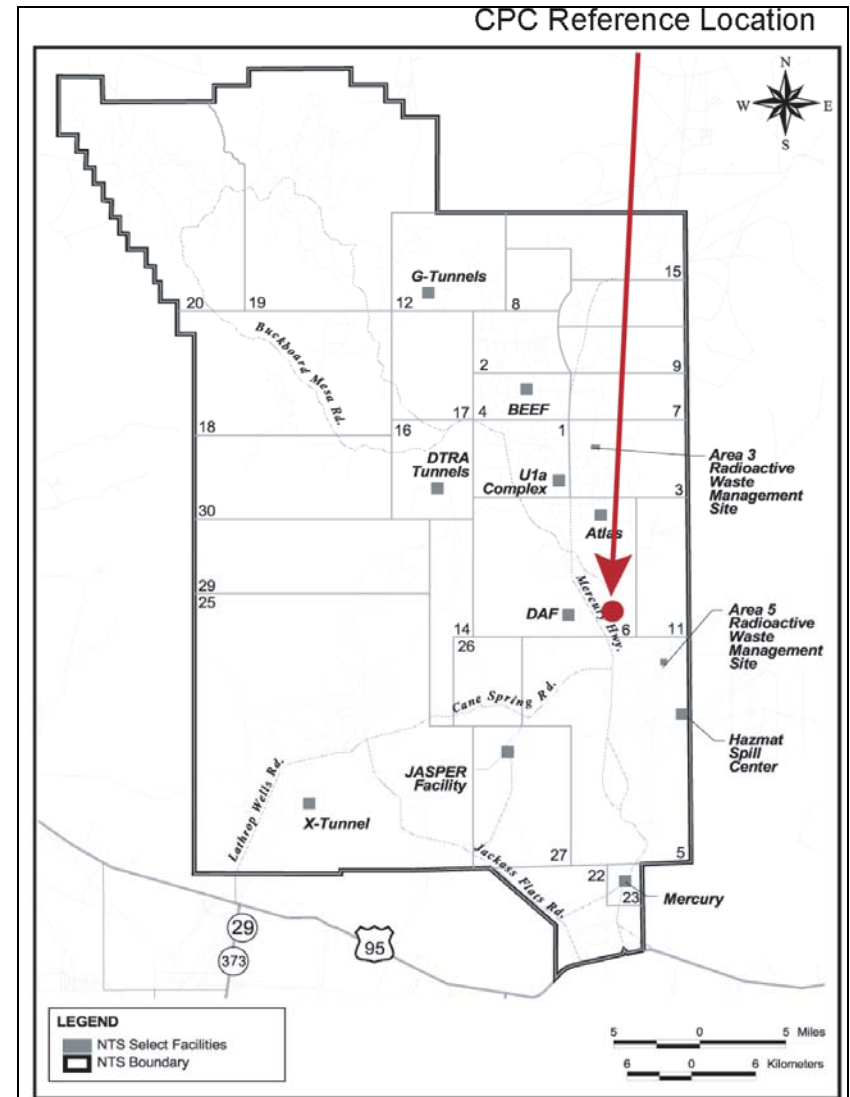 CPC Reference Location
N
W E
S
G-Tunnels
15
20 19 12 8
Buckboard Mesa Rd.
2 9
BEEF
18 16 17 4 1 7
DTRA
Tunnels
U1a
Complex
Area 3
Radioactive
Waste
Management
Site
3
30
Atlas
29
25
Mercury Hwy.
DAF
14 6 11
26
Area 5
Radioactive
Waste
Management
Site
Cane Spring Rd.
Hazmat
Spill
Center
JASPER
Facility
Lathrop Wells Rd.
X-Tunnel
Jackass Flats Rd.
27 5
22
23
Mercury
29
373
95
LEGEND
NTS Select Facilities
NTS Boundary
5 0 5 Miles
6 0 6 Kilometers